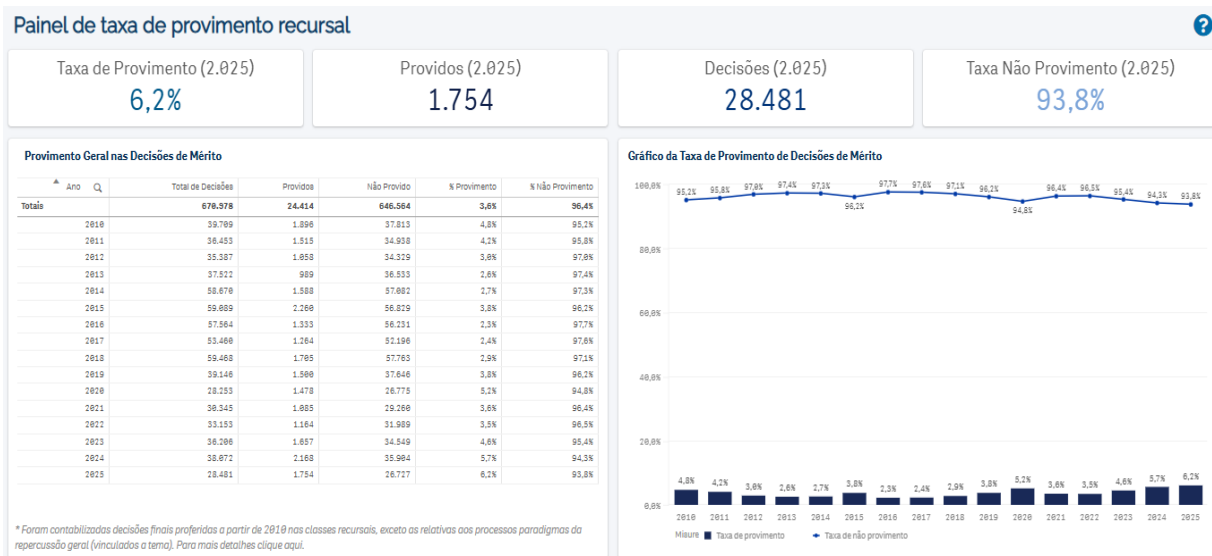 Painel de taxa de provimento recursal
?
Taxa de Provimento (2.025)
6,2%
Providos (2.025)
1.754
Decisões (2.025)
28.481
Taxa Não Provimento (2.025)
93,8%
Provimento Geral nas Decisões de Mérito
Ano Total de Decisões Providos Não Provido % Provimento % Não Provimento
Totais 670.978 24.414 646.564 3,6% 96,4%
2010 39.709 1.896 37.813 4,8% 95,2%
2011 36.453 1.515 34.938 4,2% 95,8%
2012 35.387 1.058 34.329 3,0% 97,0%
2013 37.522 989 36.533 2,6% 97,4%
2014 58.670 1.588 57.082 2,7% 97,3%
2015 59.089 2.260 56.829 3,8% 96,2%
2016 57.564 1.333 56.231 2,3% 97,7%
2017 53.460 1.264 52.196 2,4% 97,6%
2018 59.468 1.705 57.763 2,9% 97,1%
2019 39.146 1.500 37.646 3,8% 96,2%
2020 28.253 1.478 26.775 5,2% 94,8%
2021 30.345 1.085 29.260 3,6% 96,4%
2022 33.153 1.164 31.989 3,5% 96,5%
2023 36.206 1.657 34.549 4,6% 95,4%
2024 38.072 2.168 35.904 5,7% 94,3%
2025 28.481 1.754 26.727 6,2% 93,8%
* Foram contabilizadas decisões finais proferidas a partir de 2010 nas classes recursais, exceto as relativas aos processos paradigmas da
repercussão geral (vinculados a tema). Para mais detalhes clique aqui.
Gráfico da Taxa de Provimento de Decisões de Mérito
100,0%
95,2% 95,8% 97,0% 97,4% 97,3% 96,2% 97,7% 97,6% 97,1% 96,2% 94,8% 96,4% 96,5% 95,4% 94,3% 93,8%
80,0%
60,0%
40,0%
20,0%
4,8% 4,2% 3,0% 2,6% 2,7% 3,8% 2,3% 2,4% 2,9% 3,8% 5,2% 3,6% 3,5% 4,6% 5,7% 6,2%
0,0%
2010 2011 2012 2013 2014 2015 2016 2017 2018 2019 2020 2021 2022 2023 2024 2025
Misure Taxa de provimento Taxa de não provimento